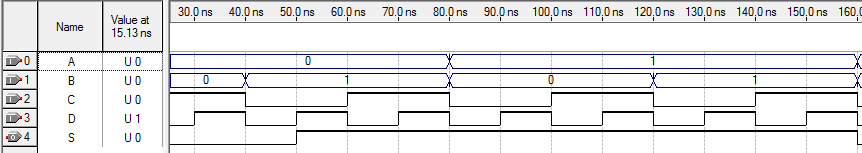 Name Value at 15.13 ns 30.0 ns 40.0 ns 50.0 ns 60.0 ns 70.0 ns 80.0 ns 90.0 ns 100.0 ns 110.0 ns 120.0 ns 130.0 ns 140.0 ns 150.0 ns 160.0
0 A U 0 0 1
1 B U 0 0 1 0 1
2 C U 0
3 D U 1
4 S U 0